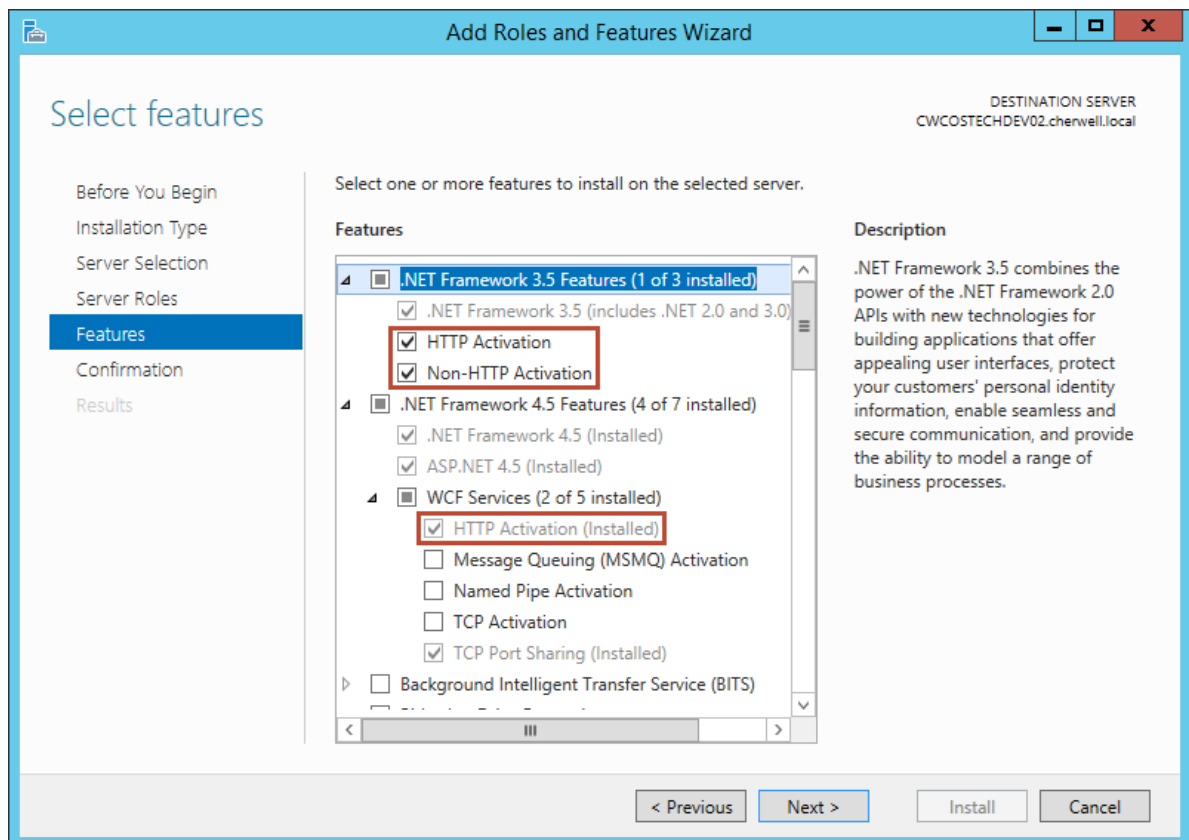 Add Roles and Features Wizard
Select features
DESTINATION SERVER
CWCOSTECHDEV02.cherwell.local
Before You Begin
Installation Type
Server Selection
Server Roles
Features
Confirmation
Results
Select one or more features to install on the selected server.
Features
.NET Framework 3.5 Features (1 of 3 installed)
.NET Framework 3.5 (includes .NET 2.0 and 3.0)
HTTP Activation
Non-HTTP Activation
.NET Framework 4.5 Features (4 of 7 installed)
.NET Framework 4.5 (Installed)
ASP.NET 4.5 (Installed)
WCF Services (2 of 5 installed)
HTTP Activation (Installed)
Message Queuing (MSMQ) Activation
Named Pipe Activation
TCP Activation
TCP Port Sharing (Installed)
Background Intelligent Transfer Service (BITS)
Description
.NET Framework 3.5 combines the
power of the .NET Framework 2.0
APIs with new technologies for
building applications that offer
appealing user interfaces, protect
your customers' personal identity
information, enable seamless and
secure communication, and provide
the ability to model a range of
business processes.
< Previous
Next >
Install
Cancel